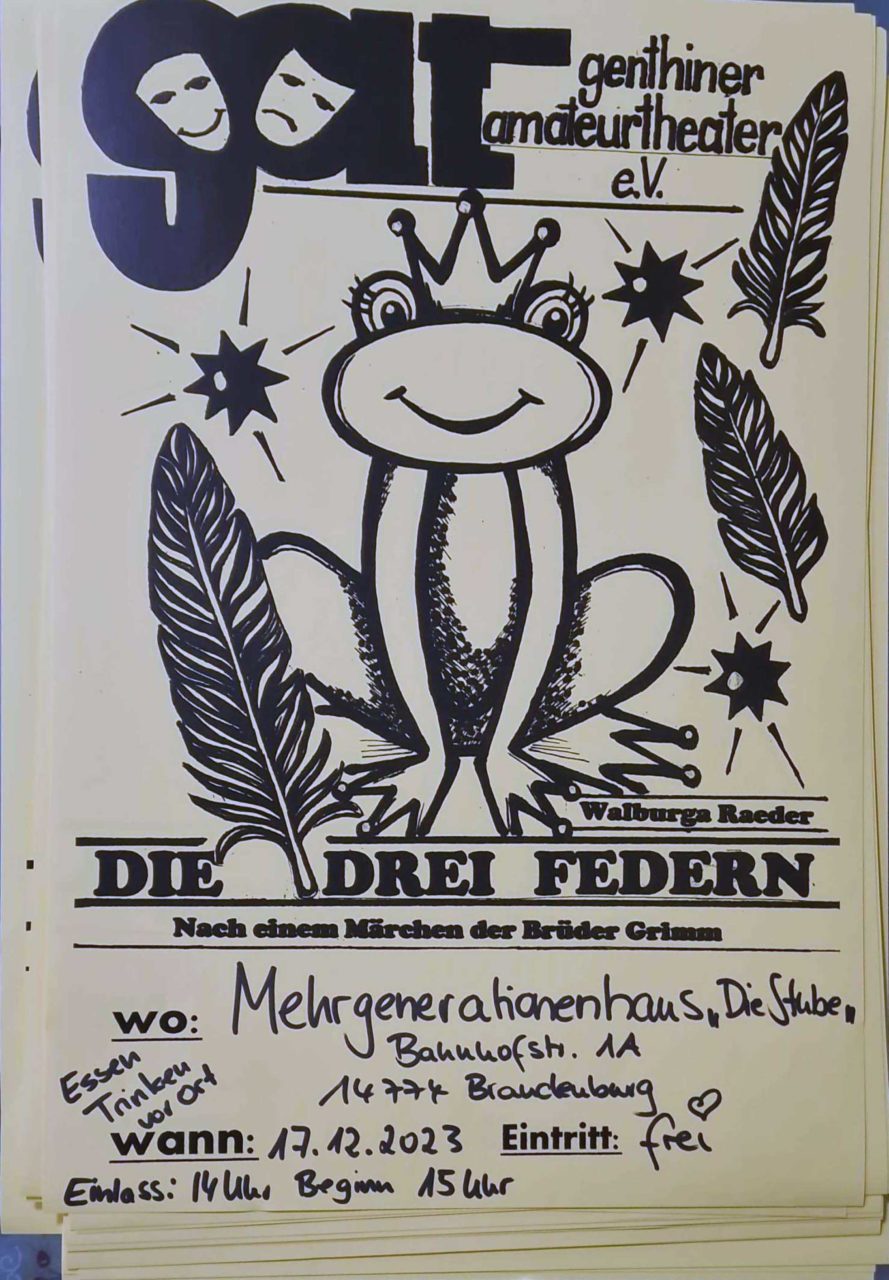 gat
genthiner
amateurtheater
e.V.
Walburga Raeder
DIE DREI FEDERN
Nach einem Märchen der Brüder Grimm
wo: Mehrgenerationenhaus „Die Stube"
Bahnhofstr. 1A
14774 Brandenburg
Essen
Trinken
vor Ort
wann: 17.12.2023 Eintritt: frei
Einlass: 14 Uhr Beginn 15 Uhr